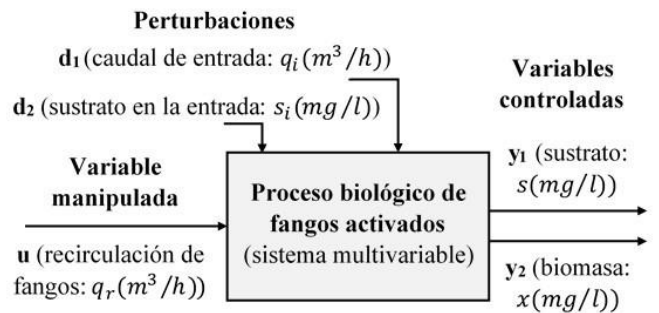 Perturbaciones
d₁ (caudal de entrada: qᵢ(m³/h))
d₂ (sustrato en la entrada: sᵢ(mg/l))
Variable
manipulada
u (recirculación de
fangos: qᵣ(m³/h))
Proceso biológico de
fangos activados
(sistema multivariable)
Variables
controladas
y₁ (sustrato:
s(mg/l))
y₂ (biomasa:
x(mg/l))